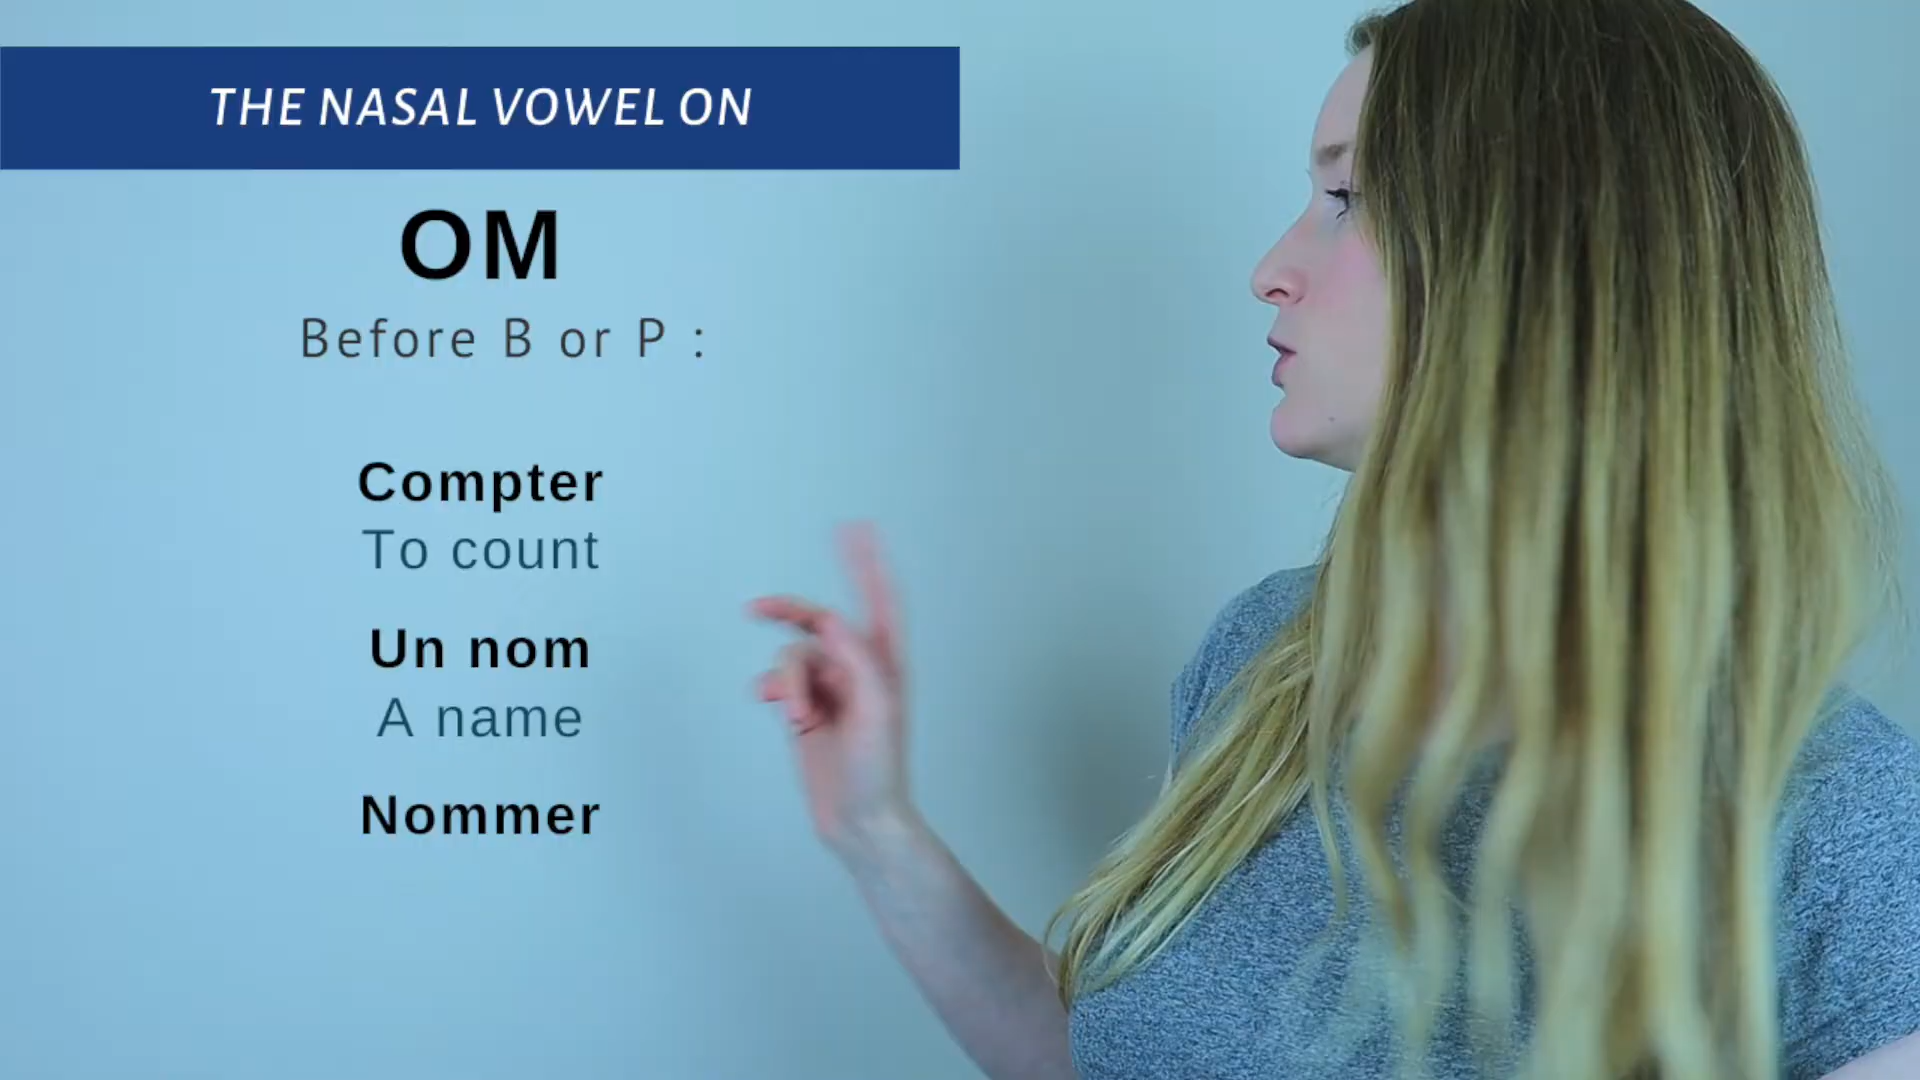 THE NASAL VOWEL ON
OM
Before B or P :
Compter
To count
Un nom
A name
Nommer